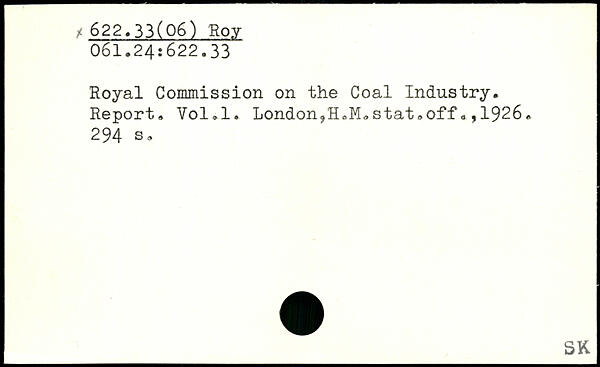 × 622.33(06) Roy
061.24:622.33
Royal Commission on the Coal Industry.
Report. Vol.1. London,H.M.stat.off.,1926.
294 s.
SK